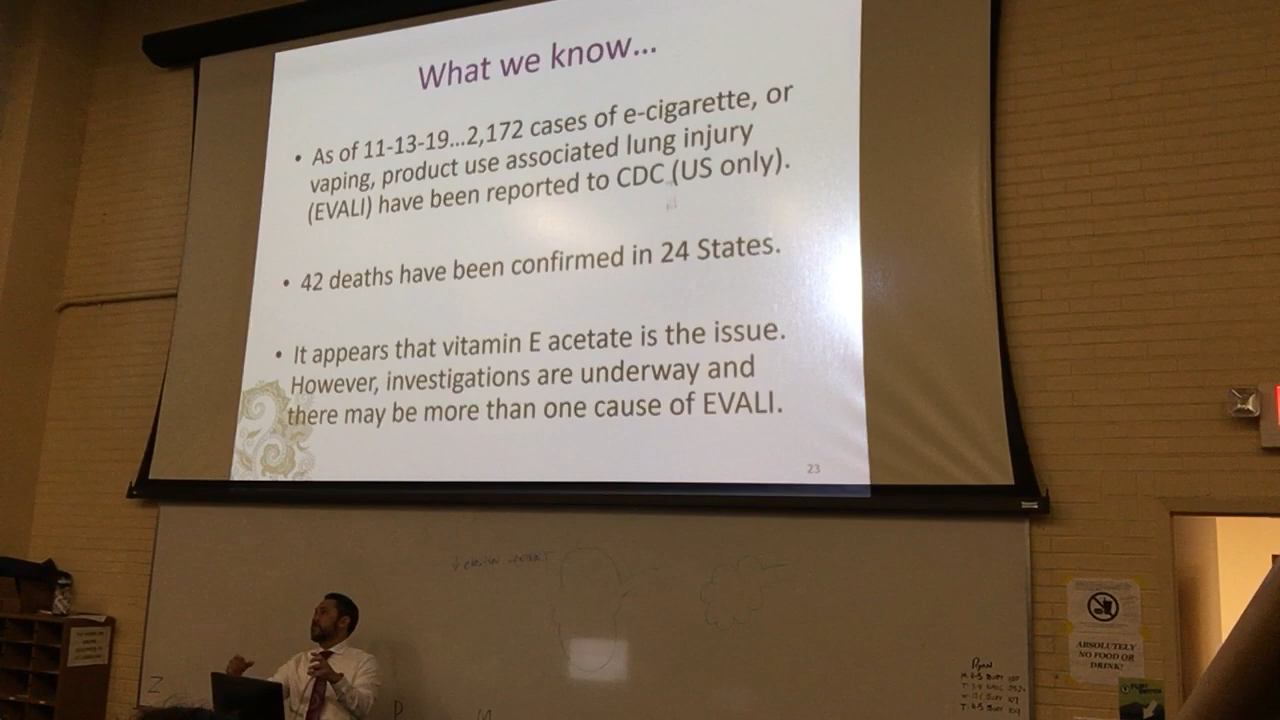 What we know...
• As of 11-13-19...2,172 cases of e-cigarette, or
vaping, product use associated lung injury
(EVALI) have been reported to CDC (US only).
• 42 deaths have been confirmed in 24 States.
• It appears that vitamin E acetate is the issue.
However, investigations are underway and
there may be more than one cause of EVALI.
23
ABSOLUTELY
NO FOOD OR
DRINK!
Ryan
Z
P
M